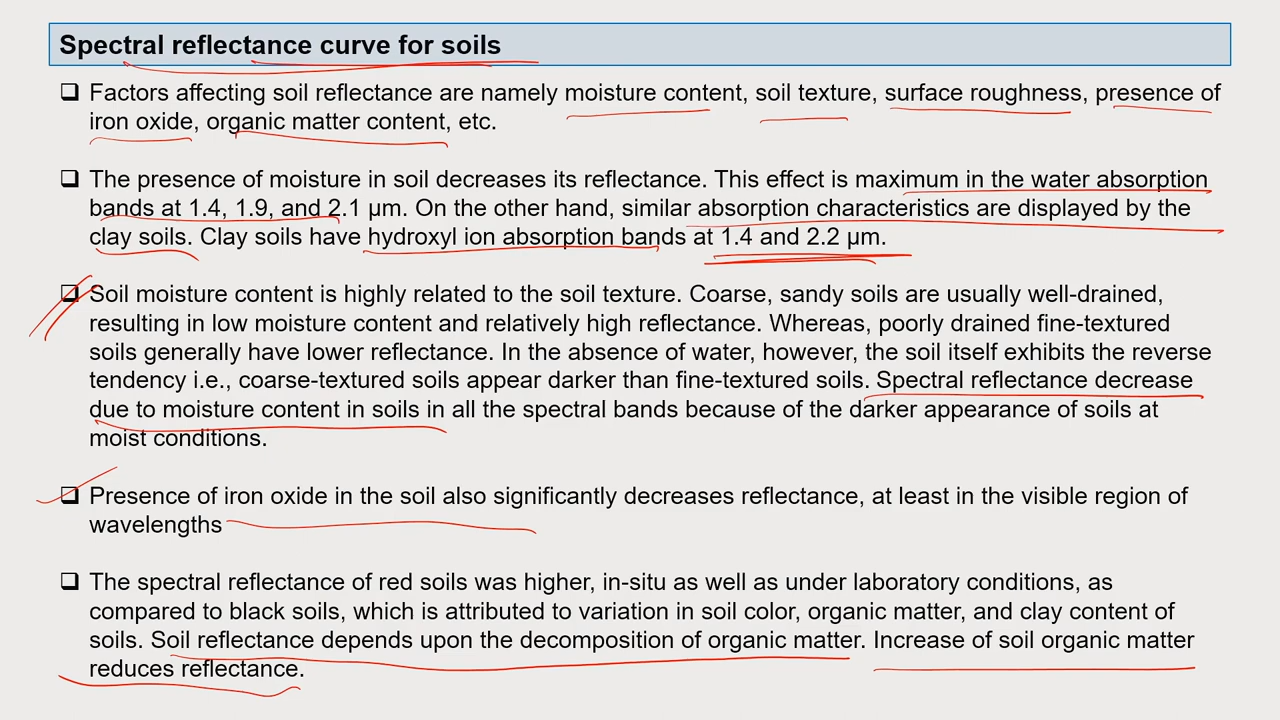 Spectral reflectance curve for soils
❑ Factors affecting soil reflectance are namely moisture content, soil texture, surface roughness, presence of
iron oxide, organic matter content, etc.
❑ The presence of moisture in soil decreases its reflectance. This effect is maximum in the water absorption
bands at 1.4, 1.9, and 2.1 µm. On the other hand, similar absorption characteristics are displayed by the
clay soils. Clay soils have hydroxyl ion absorption bands at 1.4 and 2.2 µm.
❑ Soil moisture content is highly related to the soil texture. Coarse, sandy soils are usually well-drained,
resulting in low moisture content and relatively high reflectance. Whereas, poorly drained fine-textured
soils generally have lower reflectance. In the absence of water, however, the soil itself exhibits the reverse
tendency i.e., coarse-textured soils appear darker than fine-textured soils. Spectral reflectance decrease
due to moisture content in soils in all the spectral bands because of the darker appearance of soils at
moist conditions.
❑ Presence of iron oxide in the soil also significantly decreases reflectance, at least in the visible region of
wavelengths
❑ The spectral reflectance of red soils was higher, in-situ as well as under laboratory conditions, as
compared to black soils, which is attributed to variation in soil color, organic matter, and clay content of
soils. Soil reflectance depends upon the decomposition of organic matter. Increase of soil organic matter
reduces reflectance.